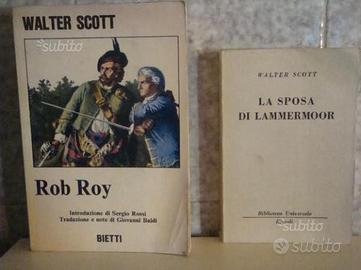 WALTER SCOTT
subito
Rob Roy
Introduzione di Sergio Rossi
Traduzione e note di Giovanni Baldi
BIETTI
WALTER SCOTT
LA SPOSA
DI LAMMERMOOR
Biblioteca Universale
Rizzoli
subito